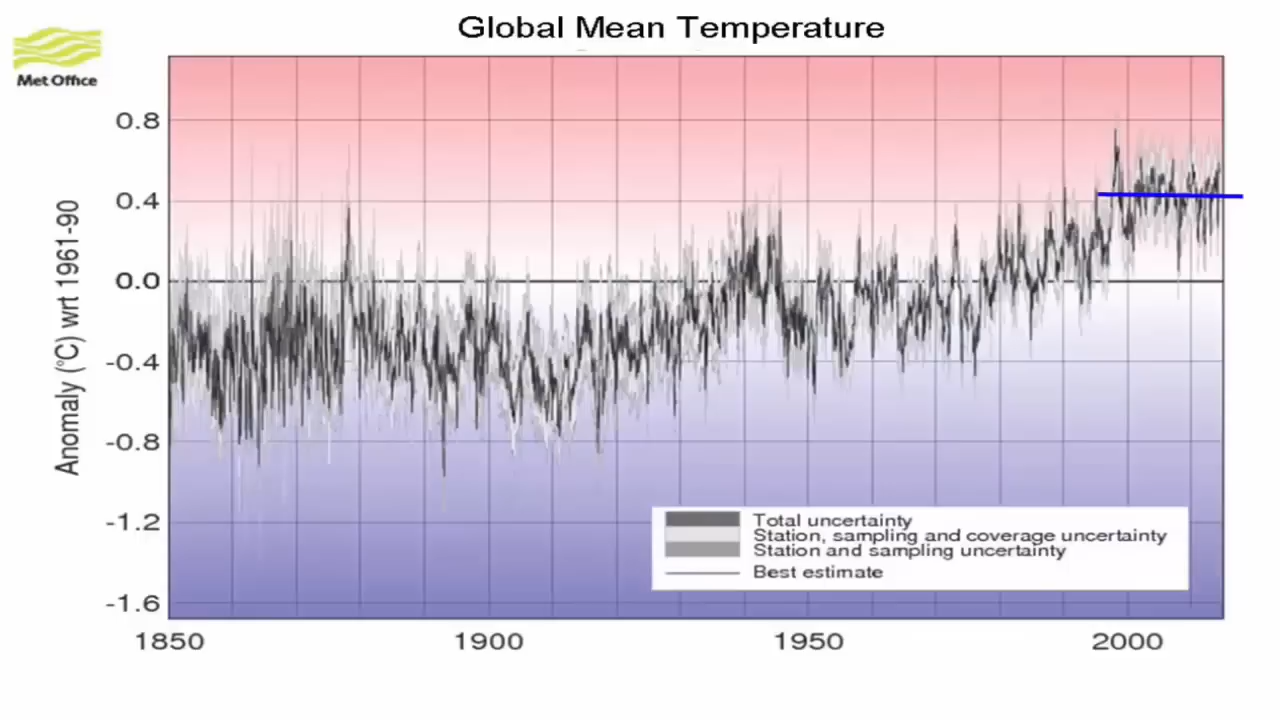 Global Mean Temperature
Met Office
0.8
0.4
0.0
-0.4
-0.8
-1.2
-1.6
Anomaly (°C) wrt 1961-90
Total uncertainty
Station, sampling and coverage uncertainty
Station and sampling uncertainty
Best estimate
1850 1900 1950 2000